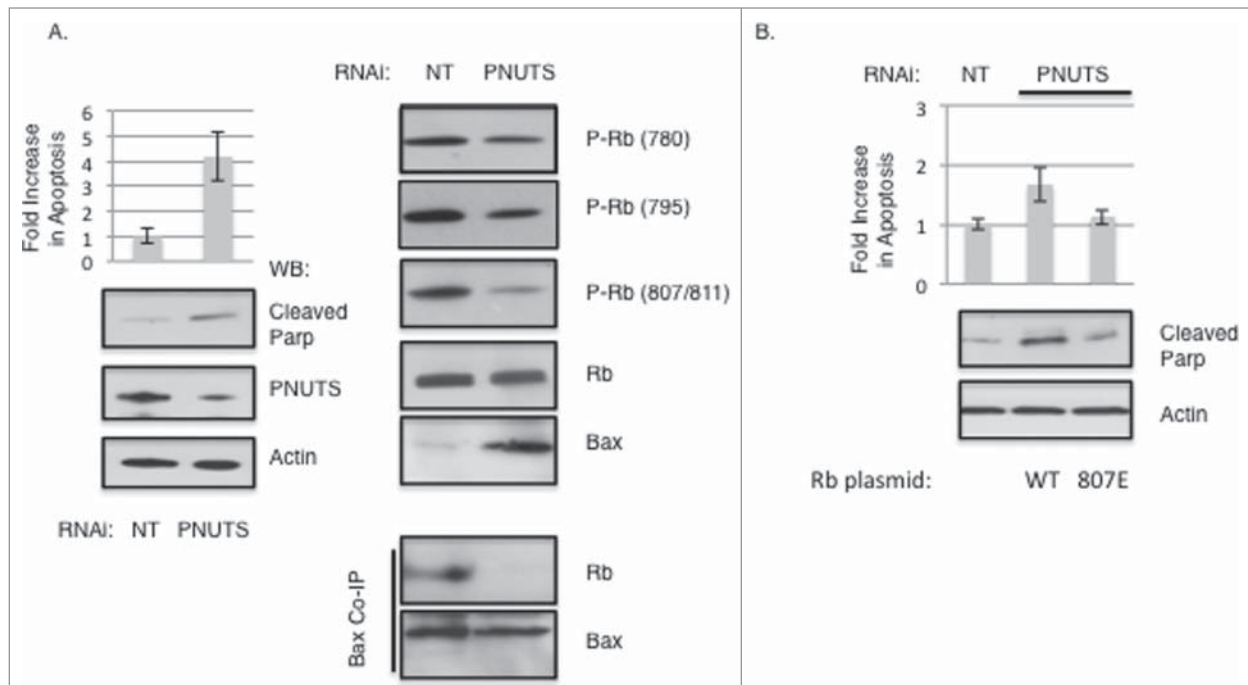 A.
Fold Increase
in Apoptosis
6
5
4
3
2
1
0
WB:
Cleaved
Parp
PNUTS
Actin
RNAi: NT PNUTS
RNAi: NT PNUTS
P-Rb (780)
P-Rb (795)
P-Rb (807/811)
Rb
Bax
Bax Co-IP
Rb
Bax
B.
RNAi: NT PNUTS
Fold Increase
in Apoptosis
3
2
1
0
Cleaved
Parp
Actin
Rb plasmid: WT 807E